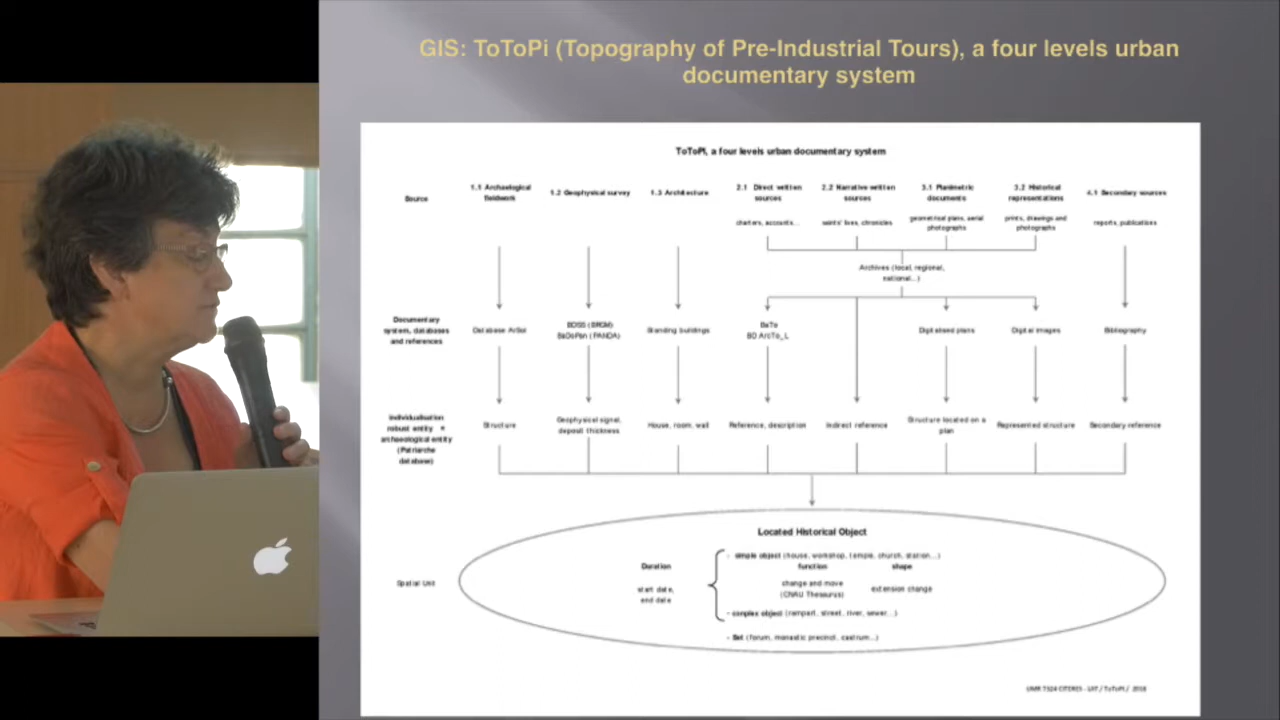 GIS: ToToPi (Topography of Pre-Industrial Tours), a four levels urban
documentary system
ToToPi, a four levels urban documentary system
Source
1.1 Archaelogical
fieldwork
1.2 Geophysical survey
1.3 Architecture
2.1 Direct written
sources
2.2 Narrative written
sources
3.1 Planimetric
documents
3.2 Historical
representations
4.1 Secondary sources
charters, accounts...
saints' lives, chronicles
geometrical plans, aerial
photographs
prints, drawings and
photographs
reports, publications
Archives (local, regional,
national...)
Documentary
system, databases
and references
Database ArSol
BDSS (BRGM)
BaDoPan (PANDA)
Standing buildings
BaTo
BD ArcTo_L
Digitalised plans
Digital images
Bibliography
Individualisation
robust entity =
archaeological entity
(Patriarche
database)
Structure
Geophysical signal,
deposit thickness
House, room, wall
Reference, description
Indirect reference
Structure located on a
plan
Represented structure
Secondary reference
Spatial Unit
Located Historical Object
Duration
start date,
end date
- simple object (house, workshop, temple, church, station...)
function
shape
change and move
(CNAU Thesaurus)
extension change
- complex object (rampart, street, river, sewer...)
- Set (forum, monastic precinct, castrum...)
UMR 7324 CITERES - LAT / ToToPi / 2018